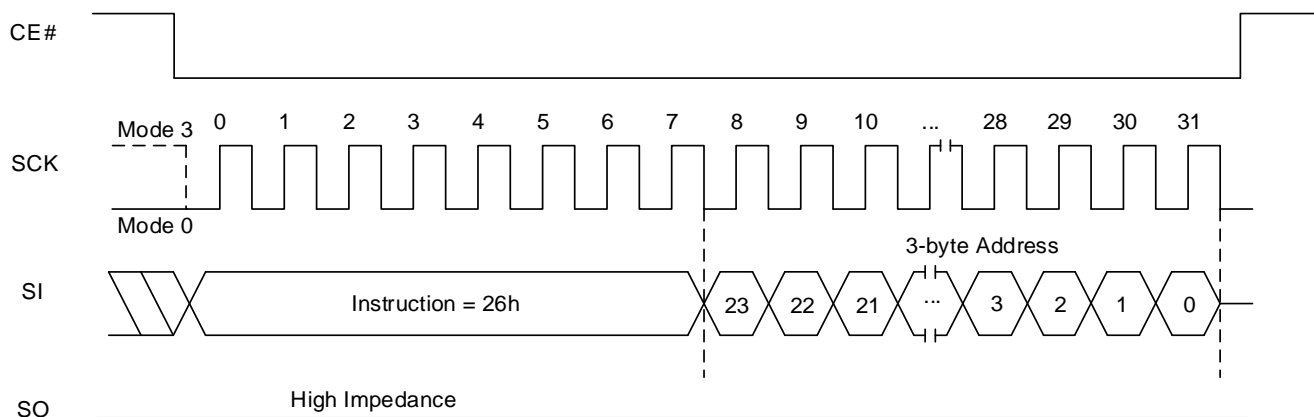 CE#
Mode 3 0 1 2 3 4 5 6 7 8 9 10 ... 28 29 30 31
SCK
Mode 0
3-byte Address
SI Instruction = 26h 23 22 21 ... 3 2 1 0
High Impedance
SO